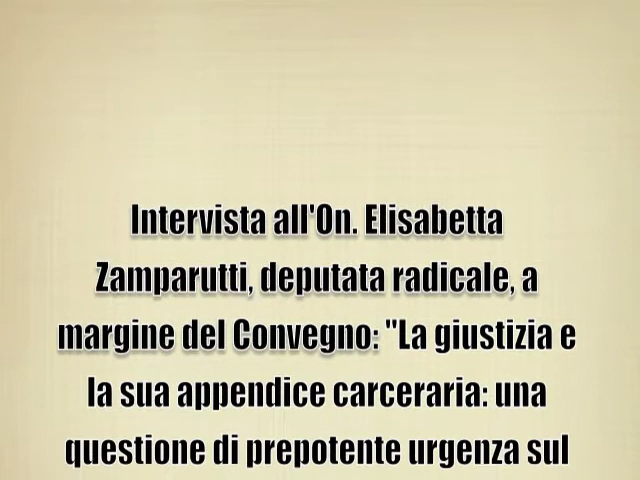 Intervista all'On. Elisabetta
Zamparutti, deputata radicale, a
margine del Convegno: "La giustizia e
la sua appendice carceraria: una
questione di prepotente urgenza sul